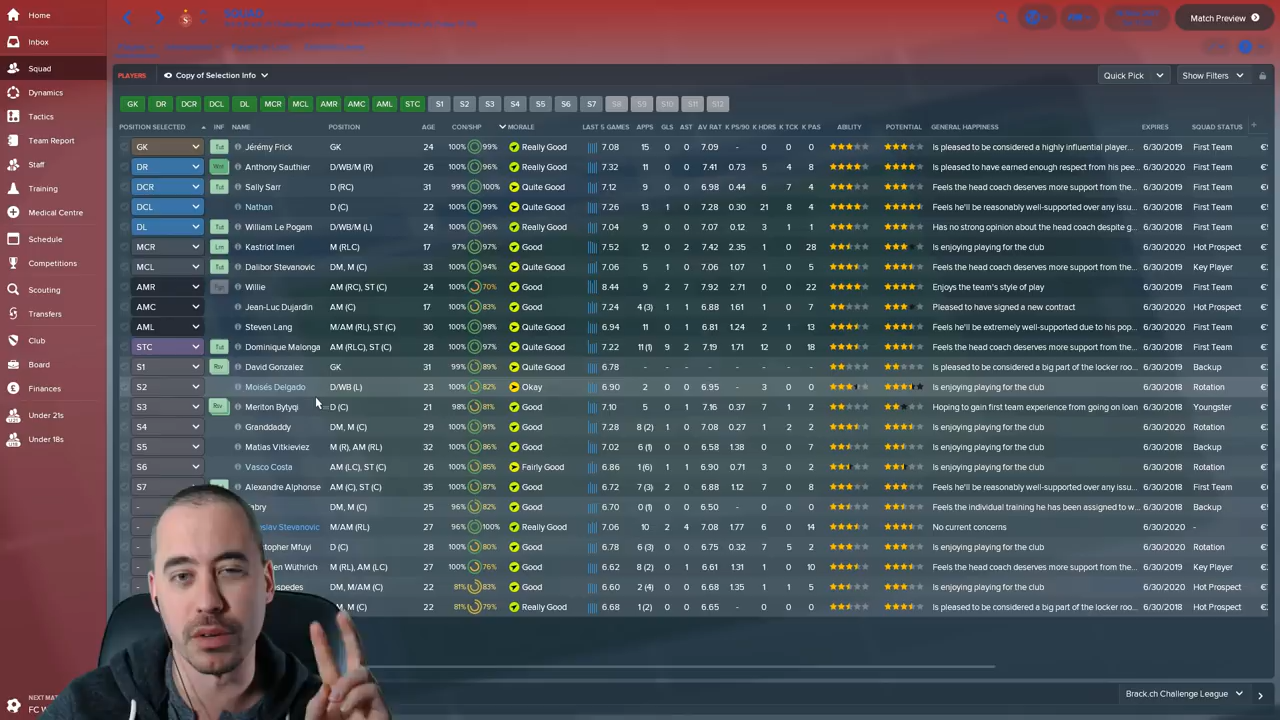 Home
SQUAD
Match Preview
Inbox
Squad
PLAYERS Copy of Selection Info Quick Pick Show Filters
Dynamics
GK DR DCR DCL DL MCR MCL AMR AMC AML STC S1 S2 S3 S4 S5 S6 S7 S8 S9 S10 S11 S12
Tactics
POSITION SELECTED INF NAME POSITION AGE CON/SHP MORALE LAST 5 GAMES APPS GLS AST AV RAT K PS/90 K HDRS K TCK K PAS ABILITY POTENTIAL GENERAL HAPPINESS EXPIRES SQUAD STATUS
Team Report
GK Tut Jérémy Frick GK 24 100% 99% Really Good 7.08 15 0 0 7.09 - 0 0 0 Is pleased to be considered a highly influential player... 6/30/2019 First Team
Staff
DR Wnt Anthony Sauthier D/WB/M (R) 26 100% 96% Really Good 7.32 11 0 0 7.41 0.73 5 4 8 Is pleased to have earned enough respect from his pee... 6/30/2020 First Team
Training
DCR Tut Sally Sarr D (RC) 31 99% 100% Quite Good 7.12 9 0 0 6.98 0.44 6 7 4 Feels the head coach deserves more support from the... 6/30/2019 First Team
Medical Centre
DCL Nathan D (C) 22 100% 99% Quite Good 7.26 13 0 1 7.28 0.30 21 8 4 Feels he'll be reasonably well-supported over any issu... 6/30/2019 First Team
Schedule
DL Tut William Le Pogam D/WB/M (L) 24 100% 96% Really Good 7.04 9 0 0 7.07 0.12 3 1 1 Has no strong opinion about the head coach despite g... 6/30/2019 First Team
Competitions
MCR Lrn Kastriot Imeri M (RLC) 17 97% 97% Good 7.52 12 0 2 7.42 2.35 1 0 28 Is enjoying playing for the club 6/30/2020 Hot Prospect
Scouting
MCL Tut Dalibor Stevanovic DM, M (C) 33 100% 94% Quite Good 7.06 5 1 0 7.06 1.07 1 0 5 Feels the head coach deserves more support from the... 6/30/2018 Key Player
Transfers
AMR Fgn Willie AM (RC), ST (C) 24 100% 70% Good 8.44 9 9 6 7.92 2.71 0 0 22 Enjoys the team's style of play 6/30/2019 First Team
Club
AMC Jean-Luc Dujardin AM (C) 17 100% 83% Good 7.24 4 (3) 1 1 6.88 1.61 1 0 7 Pleased to have signed a new contract 6/30/2020 Hot Prospect
Board
AML Steven Lang M/AM (RL), ST (C) 30 100% 98% Quite Good 6.94 11 0 1 6.81 1.24 2 1 13 Feels he'll be extremely well-supported due to his pop... 6/30/2019 First Team
Finances
STC Tut Dominique Malonga AM (RLC), ST (C) 28 100% 97% Quite Good 7.22 11 (1) 9 2 7.19 1.71 12 0 18 Feels the head coach deserves more support from the... 6/30/2019 First Team
Under 21s
S1 Rsv David Gonzalez GK 31 99% 89% Quite Good 6.78 - - - - - - - - Is pleased to be considered a big part of the locker roo... 6/30/2019 Backup
Under 18s
S2 Moisés Delgado D/WB (L) 23 100% 82% Okay 6.90 2 0 0 6.95 - 3 0 0 Is enjoying playing for the club 6/30/2018 Rotation
S3 Rsv Meriton Bytyqi D (C) 21 98% 81% Good 7.10 5 0 1 7.16 0.37 7 1 2 Hoping to gain first team experience from going on loan 6/30/2019 Youngster
S4 Granddaddy DM, M (C) 29 100% 91% Good 7.28 8 (2) 0 1 7.08 0.27 1 2 2 Is enjoying playing for the club 6/30/2018 Rotation
S5 Matias Vitkieviez M (R), AM (RL) 32 100% 86% Good 7.02 6 (1) 0 0 6.58 1.38 0 0 7 Is enjoying playing for the club 6/30/2018 Backup
S6 Vasco Costa AM (LC), ST (C) 26 100% 85% Fairly Good 6.86 1 (6) 1 1 6.90 0.71 3 0 2 Is enjoying playing for the club 6/30/2018 Rotation
S7 Alexandre Alphonse AM (C), ST (C) 35 100% 87% Good 6.72 7 (3) 2 0 6.88 1.12 7 0 8 Feels he'll be reasonably well-supported over any issu... 6/30/2018 First Team
- abry 25 96% 82% Good 6.70 0 (1) 0 0 6.50 - 0 0 0 Feels the individual training he has been assigned to w... 6/30/2018 Backup
- slav Stevanovic M/AM (RL) 27 96% 100% Really Good 7.06 10 2 4 7.08 1.77 6 0 14 No current concerns 6/30/2020 -
- stopher Mfuyi D (C) 28 100% 80% Good 6.78 6 (3) 0 0 6.75 0.32 7 5 2 Is enjoying playing for the club 6/30/2020 Rotation
- en Wüthrich M (RL), AM (LC) 27 100% 76% Good 6.62 8 (2) 0 0 6.61 1.31 4 0 10 Feels the head coach deserves more support from the... 6/30/2018 Key Player
- spedes DM, M/AM (C) 22 81% 83% Good 6.60 2 (4) 0 0 6.68 1.35 1 1 5 Is enjoying playing for the club 6/30/2018 Hot Prospect
M (C) 22 81% 79% Really Good 6.68 1 (2) 0 0 6.65 - 0 0 0 Is pleased to be considered a big part of the locker roo... 6/30/2018 Hot Prospect
NEXT MAT
Brack.ch Challenge League
FC W